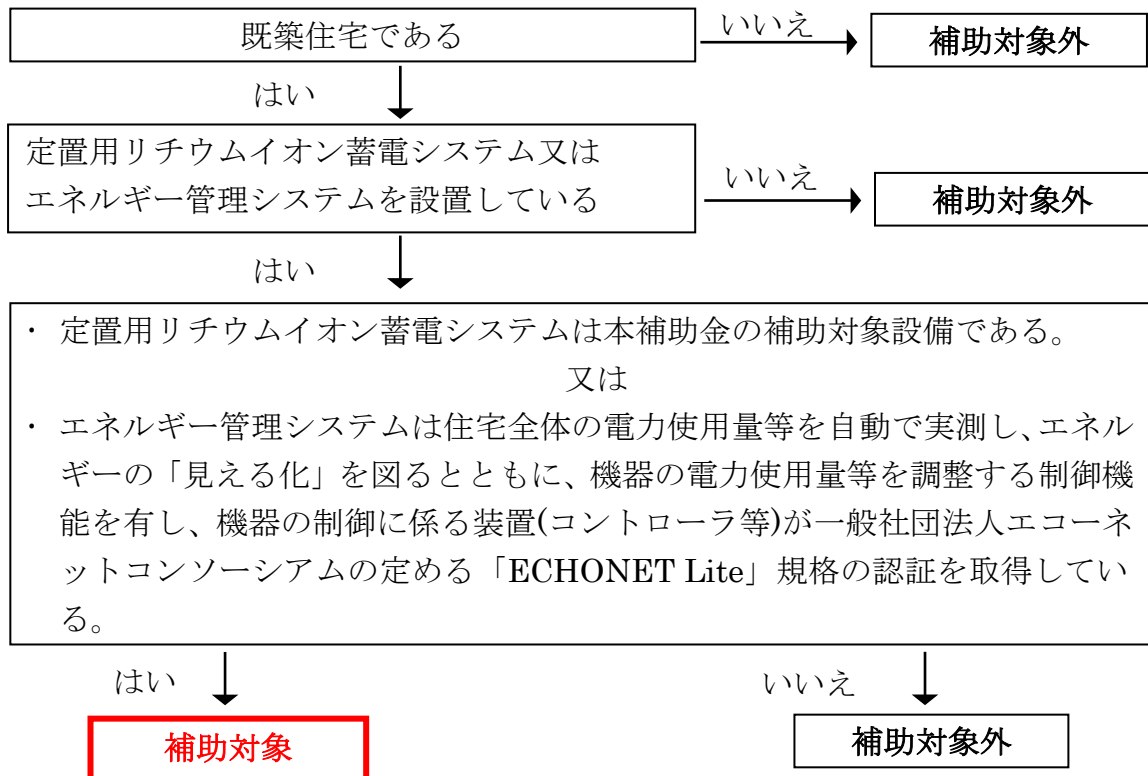 既築住宅である
いいえ
補助対象外
はい
定置用リチウムイオン蓄電システム又は
エネルギー管理システムを設置している
いいえ
補助対象外
はい
・ 定置用リチウムイオン蓄電システムは本補助金の補助対象設備である。
又は
・ エネルギー管理システムは住宅全体の電力使用量等を自動で実測し、エネル
ギーの「見える化」を図るとともに、機器の電力使用量等を調整する制御機
能を有し、機器の制御に係る装置(コントローラ等)が一般社団法人エコーネ
ットコンソーシアムの定める「ECHONET Lite」規格の認証を取得してい
る。
はい
いいえ
補助対象
補助対象外